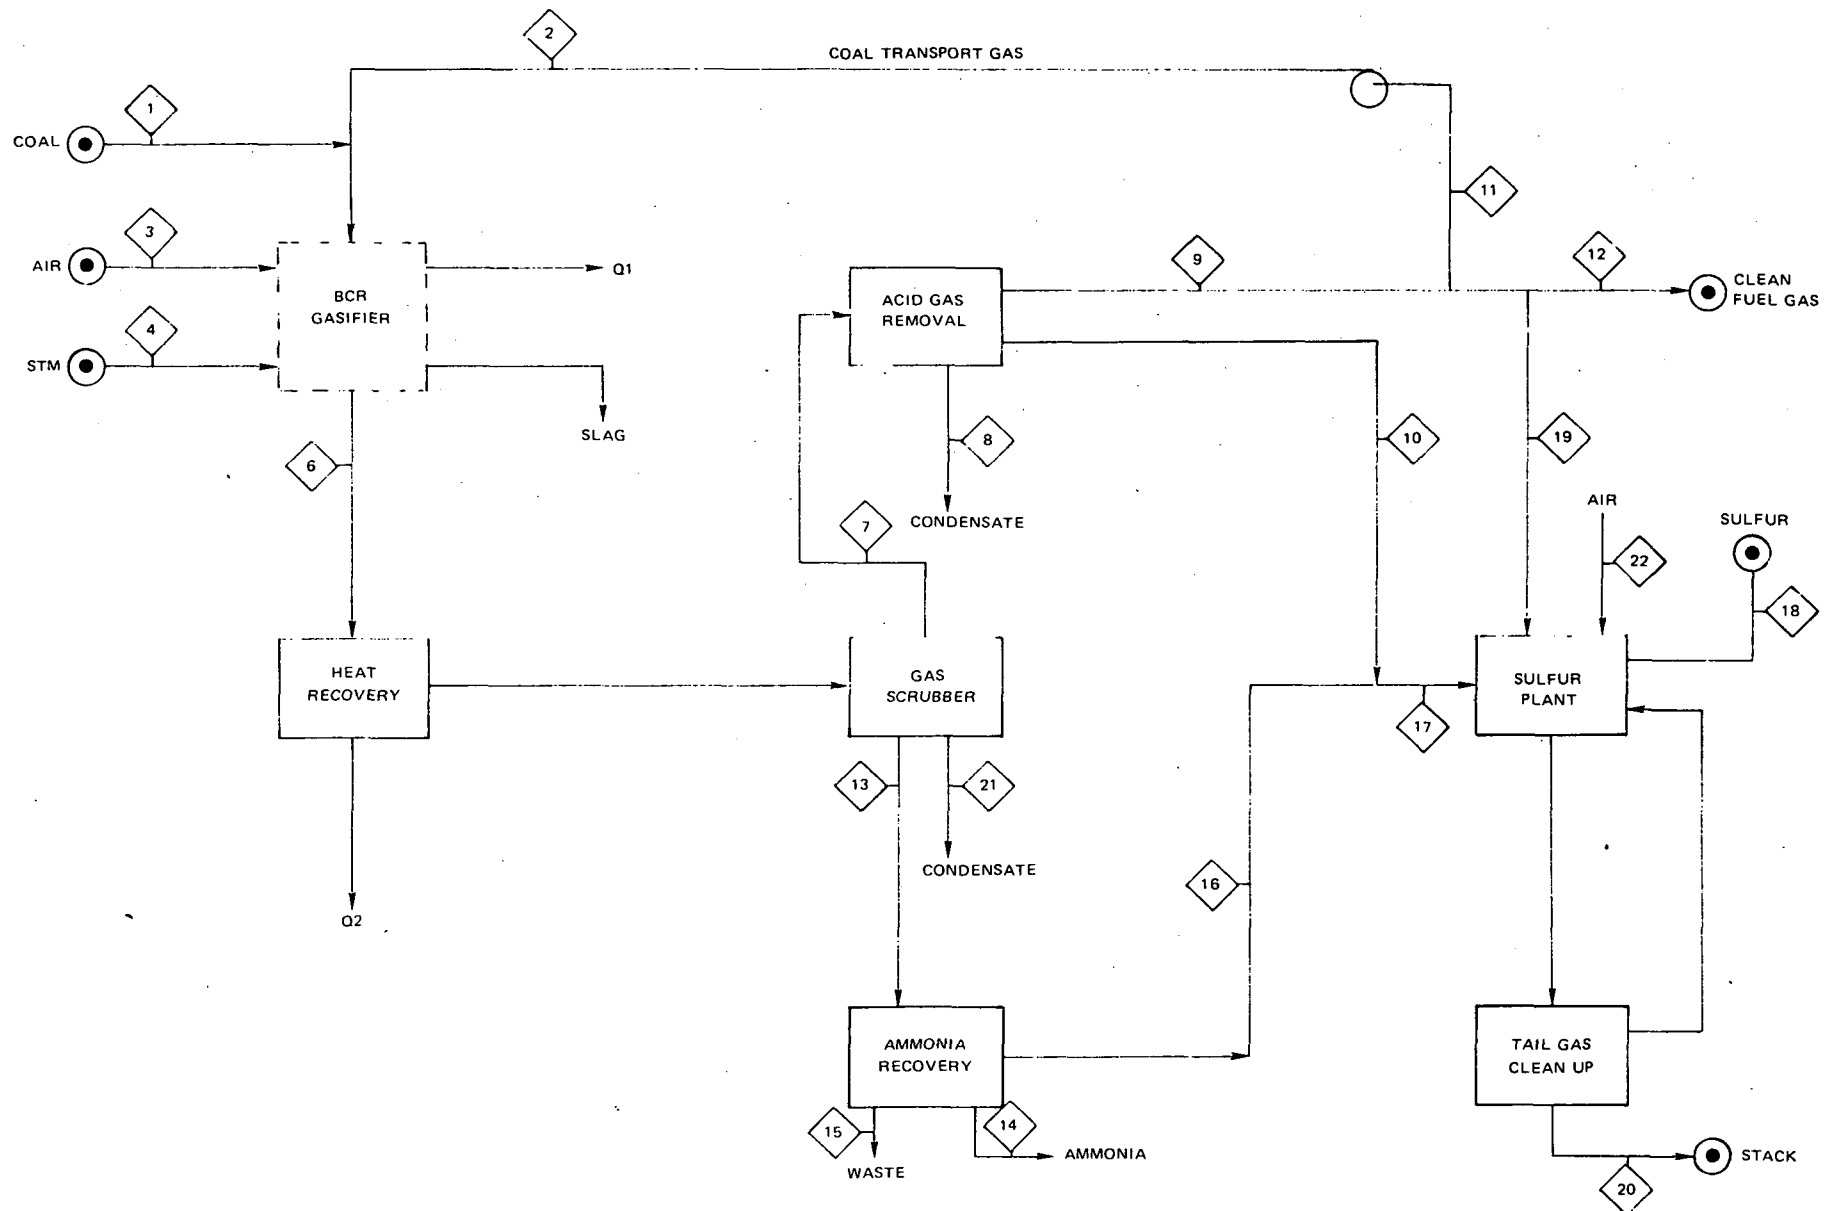 2
COAL TRANSPORT GAS
1
COAL
11
3
AIR
Q1
BCR
GASIFIER
4
STM
SLAG
6
9
12
ACID GAS
REMOVAL
CLEAN
FUEL GAS
8
10
19
CONDENSATE
7
AIR
SULFUR
22
18
HEAT
RECOVERY
GAS
SCRUBBER
SULFUR
PLANT
17
13
21
CONDENSATE
16
Q2
AMMONIA
RECOVERY
TAIL GAS
CLEAN UP
15
14
WASTE
AMMONIA
STACK
20